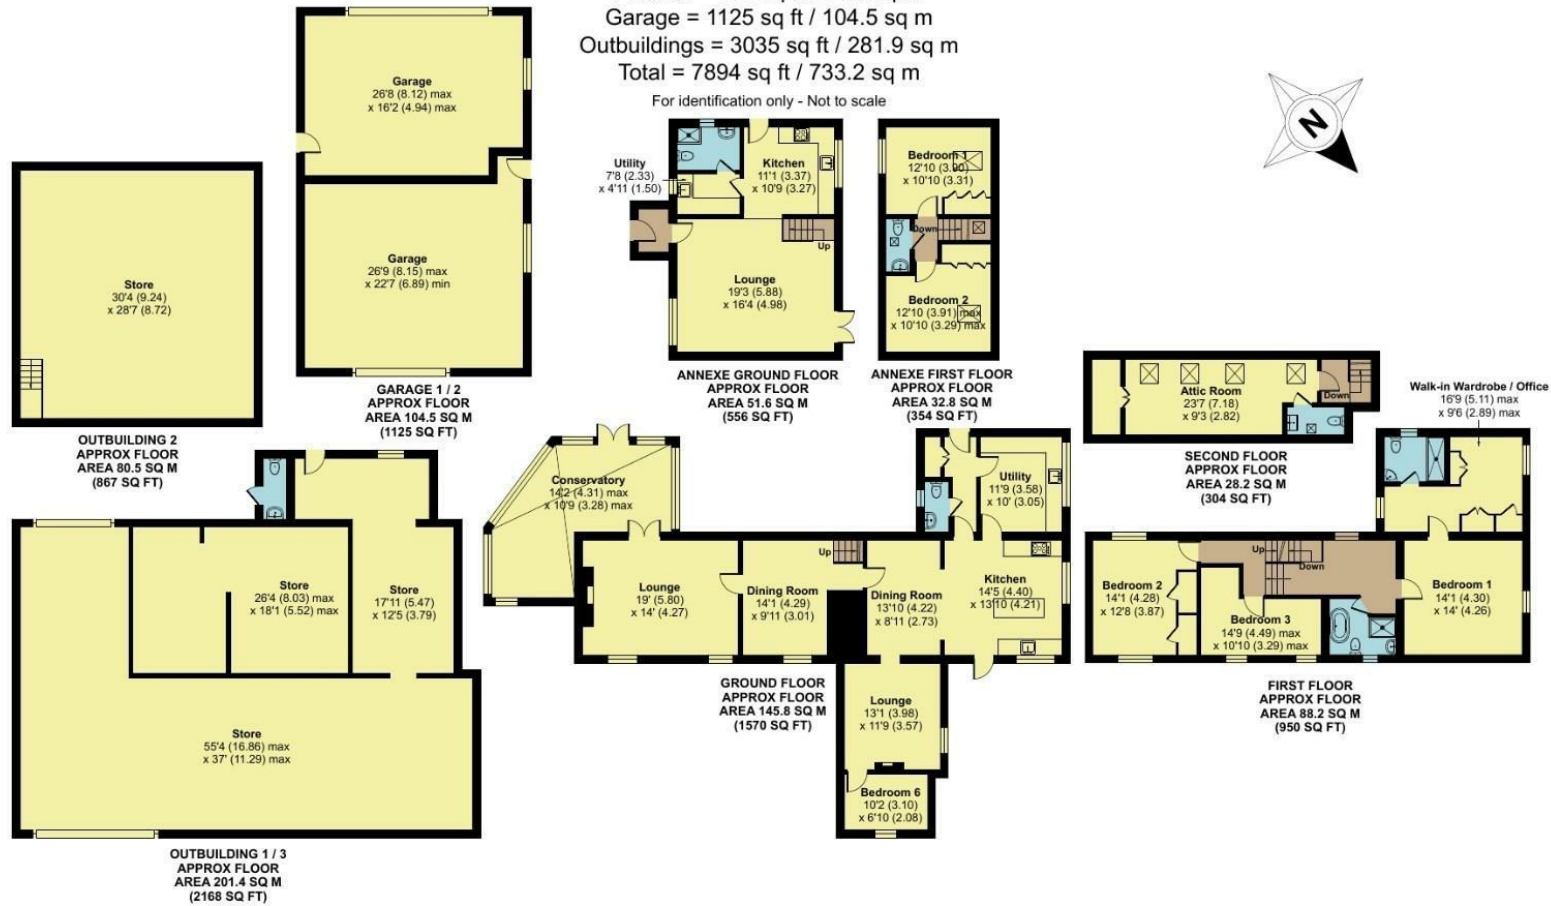 Garage = 1125 sq ft / 104.5 sq m
Outbuildings = 3035 sq ft / 281.9 sq m
Total = 7894 sq ft / 733.2 sq m
For identification only - Not to scale
N
Garage
26'8 (8.12) max
x 16'2 (4.94) max
Garage
26'9 (8.15) max
x 22'7 (6.89) min
GARAGE 1 / 2
APPROX FLOOR
AREA 104.5 SQ M
(1125 SQ FT)
Store
30'4 (9.24)
x 28'7 (8.72)
OUTBUILDING 2
APPROX FLOOR
AREA 80.5 SQ M
(867 SQ FT)
Utility
7'8 (2.33)
x 4'11 (1.50)
Kitchen
11'1 (3.37)
x 10'9 (3.27)
Up
Lounge
19'3 (5.88)
x 16'4 (4.98)
ANNEXE GROUND FLOOR
APPROX FLOOR
AREA 51.6 SQ M
(556 SQ FT)
Bedroom 1
12'10 (3.90)
x 10'10 (3.31)
Down
Bedroom 2
12'10 (3.91) max
x 10'10 (3.29) max
ANNEXE FIRST FLOOR
APPROX FLOOR
AREA 32.8 SQ M
(354 SQ FT)
Attic Room
23'7 (7.18)
x 9'3 (2.82)
Down
SECOND FLOOR
APPROX FLOOR
AREA 28.2 SQ M
(304 SQ FT)
Walk-in Wardrobe / Office
16'9 (5.11) max
x 9'6 (2.89) max
Store
26'4 (8.03) max
x 18'1 (5.52) max
Store
17'11 (5.47)
x 12'5 (3.79)
Store
55'4 (16.86) max
x 37' (11.29) max
OUTBUILDING 1 / 3
APPROX FLOOR
AREA 201.4 SQ M
(2168 SQ FT)
Conservatory
14'2 (4.31) max
x 10'9 (3.28) max
Utility
11'9 (3.58)
x 10' (3.05)
Lounge
19' (5.80)
x 14' (4.27)
Up
Dining Room
14'1 (4.29)
x 9'11 (3.01)
Dining Room
13'10 (4.22)
x 8'11 (2.73)
Kitchen
14'5 (4.40)
x 13'10 (4.21)
Lounge
13'1 (3.98)
x 11'9 (3.57)
Bedroom 6
10'2 (3.10)
x 6'10 (2.08)
GROUND FLOOR
APPROX FLOOR
AREA 145.8 SQ M
(1570 SQ FT)
Up
Down
Bedroom 2
14'1 (4.28)
x 12'8 (3.87)
Bedroom 3
14'9 (4.49) max
x 10'10 (3.29) max
Bedroom 1
14'1 (4.30)
x 14' (4.26)
FIRST FLOOR
APPROX FLOOR
AREA 88.2 SQ M
(950 SQ FT)